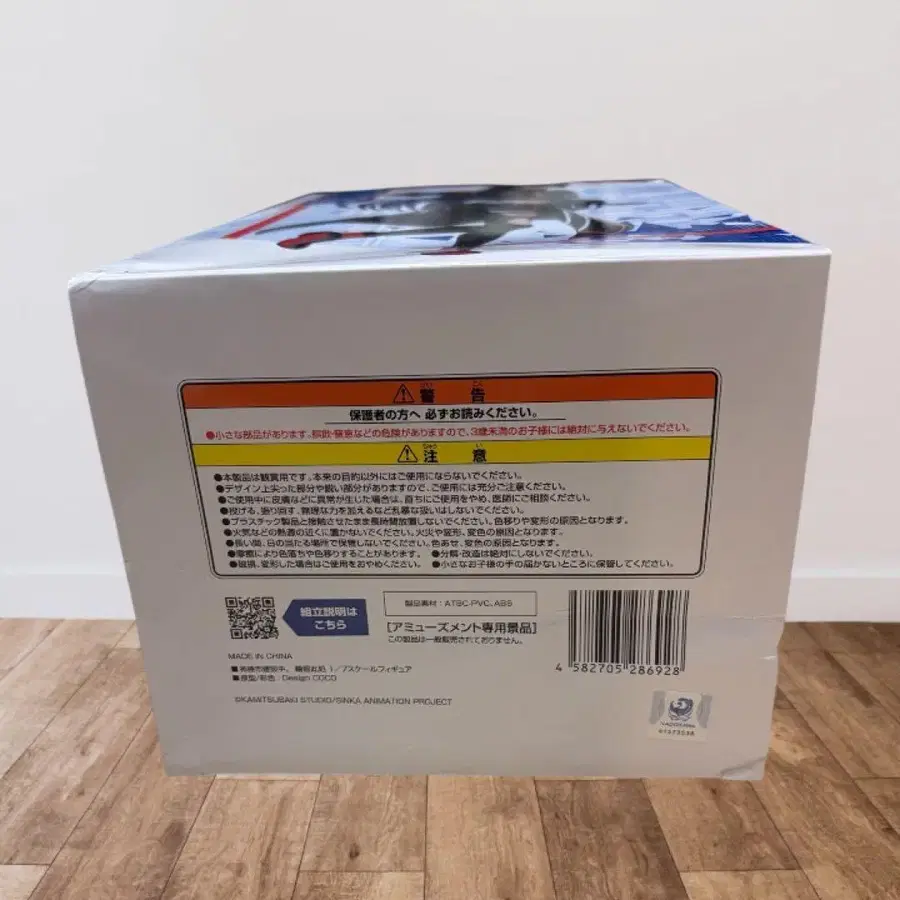 警 けい 告 こく
保護者の方へ 必ずお読みください。
●小さな部品があります。誤飲・窒息などの危険がありますので、3歳未満のお子様には絶対に与えないでください。
注 ちゅう 意 い
●本製品は観賞用です。本来の目的以外にはご使用にならないでください。
●デザイン上尖った部分や鋭い部分がありますので、ご使用には充分ご注意ください。
●ご使用中に皮膚などに異常が生じた場合は、直ちにご使用をやめ、医師にご相談ください。
●投げる、振り回す、無理な力を加えるなど乱暴な扱いはしないでください。
●プラスチック製品と接触させたまま長時間放置しないでください。色移りや変形の原因となります。
●火気などの熱源の近くに置かないでください。火災や変形、変色の原因となります。
●長い間、日の当たる場所で保管しないでください。色あせ、変色の原因となります。
●摩擦により色落ちや色移りすることがあります。 ●分解・改造は絶対にしないでください。
●破損、変形した場合はご使用をおやめください。 ●小さなお子様の手の届かないところに保管してください。
組立説明は
こちら
製品素材：ATBC-PVC、ABS
[アミューズメント専用景品]
この製品は一般販売されておりません。
4 582705 286928
MADE IN CHINA
1/7スケールフィギュア
■原型/彩色：Design COCO
©KAMITSUBAKI STUDIO/SINKA ANIMATION PROJECT